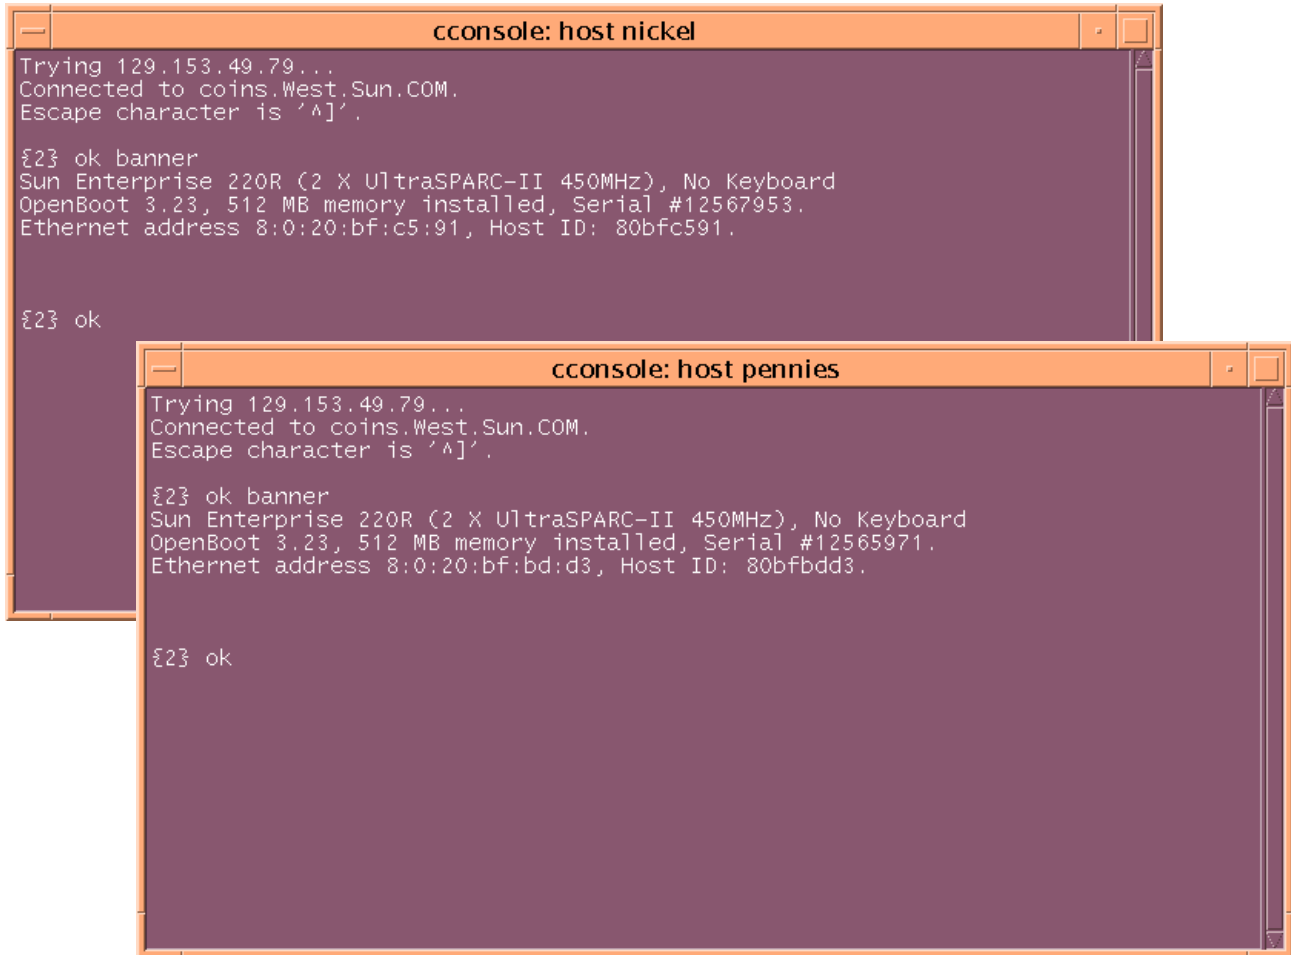 cconsole: host nickel
Trying 129.153.49.79...
Connected to coins.West.Sun.COM.
Escape character is '^]'.
{2} ok banner
Sun Enterprise 220R (2 X UltraSPARC-II 450MHz), No Keyboard
OpenBoot 3.23, 512 MB memory installed, Serial #12567953.
Ethernet address 8:0:20:bf:c5:91, Host ID: 80bfc591.
{2} ok
cconsole: host pennies
Trying 129.153.49.79...
Connected to coins.West.Sun.COM.
Escape character is '^]'.
{2} ok banner
Sun Enterprise 220R (2 X UltraSPARC-II 450MHz), No Keyboard
OpenBoot 3.23, 512 MB memory installed, Serial #12565971.
Ethernet address 8:0:20:bf:bd:d3, Host ID: 80bfbdd3.
{2} ok